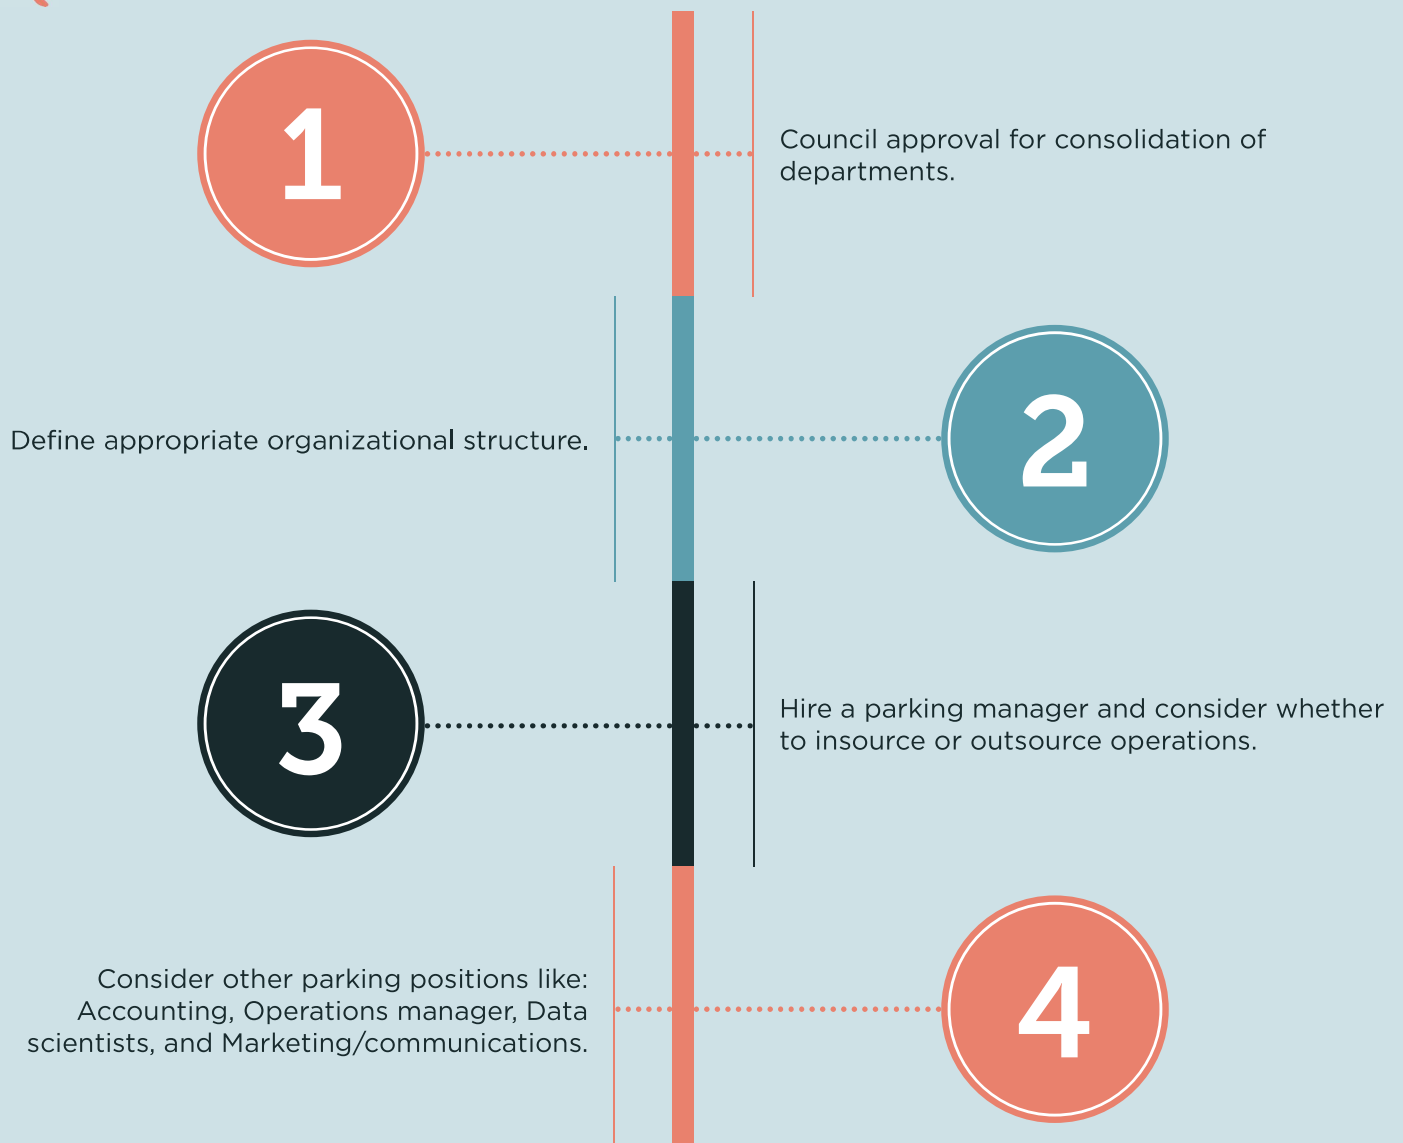 1
Council approval for consolidation of
departments.
2
Define appropriate organizational structure.
3
Hire a parking manager and consider whether
to insource or outsource operations.
4
Consider other parking positions like:
Accounting, Operations manager, Data
scientists, and Marketing/communications.